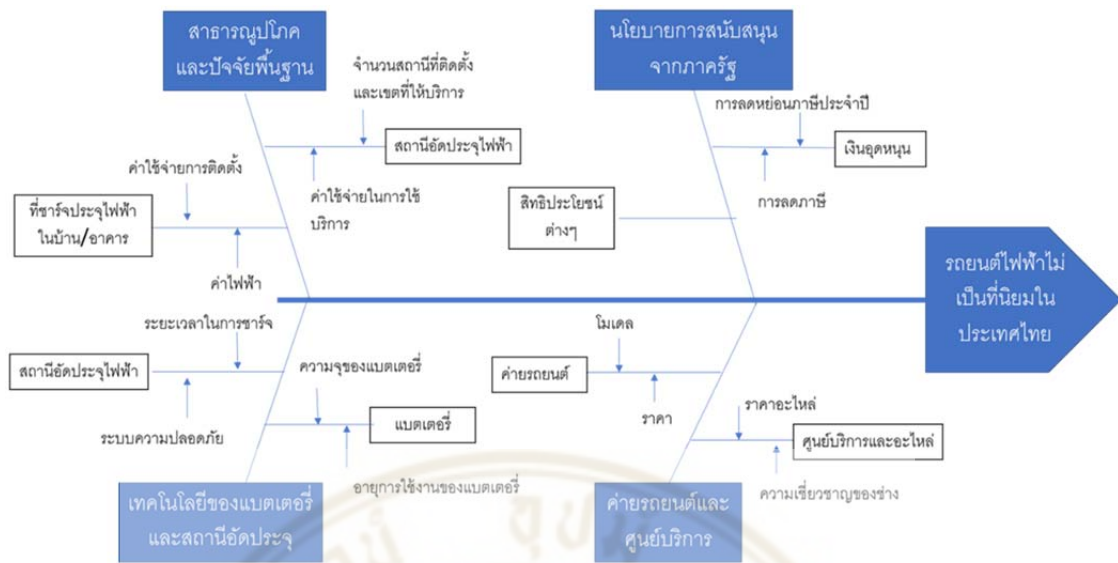 สาธารณูปโภค
และปัจจัยพื้นฐาน
นโยบายการสนับสนุน
จากภาครัฐ
จำนวนสถานีที่ติดตั้ง
และเขตที่ให้บริการ
การลดหย่อนภาษีประจำปี
สถานีอัดประจุไฟฟ้า
เงินอุดหนุน
ค่าใช้จ่ายการติดตั้ง
ค่าใช้จ่ายในการใช้
บริการ
การลดภาษี
สิทธิประโยชน์
ต่างๆ
ที่ชาร์จประจุไฟฟ้า
ในบ้าน/อาคาร
ค่าไฟฟ้า
รถยนต์ไฟฟ้าไม่
เป็นที่นิยมใน
ประเทศไทย
ระยะเวลาในการชาร์จ
โมเดล
สถานีอัดประจุไฟฟ้า
ความจุของแบตเตอรี่
ค่ายรถยนต์
ราคา
ราคาอะไหล่
แบตเตอรี่
ระบบความปลอดภัย
ศูนย์บริการและอะไหล่
อายุการใช้งานของแบตเตอรี่
ความเชี่ยวชาญของช่าง
เทคโนโลยีของแบตเตอรี่
และสถานีอัดประจุ
ค่ายรถยนต์และ
ศูนย์บริการ